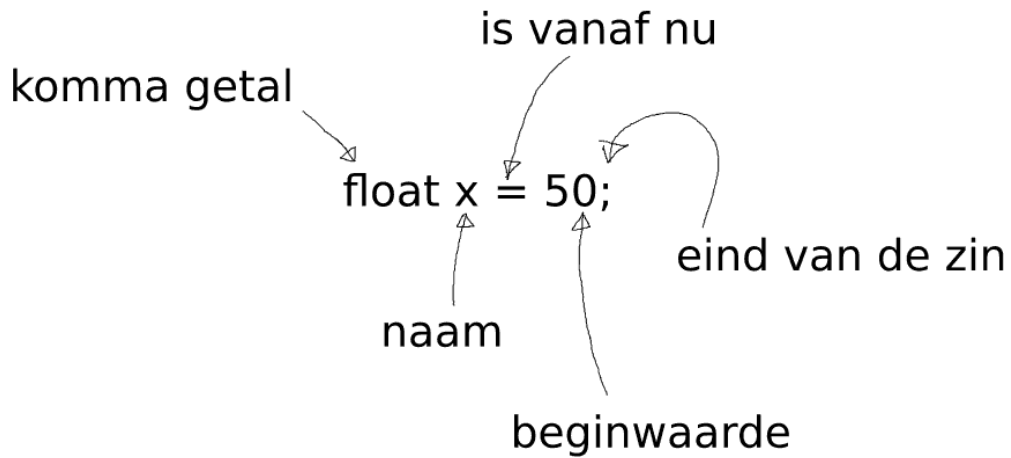 is vanaf nu
komma getal
float x = 50;
eind van de zin
naam
beginwaarde